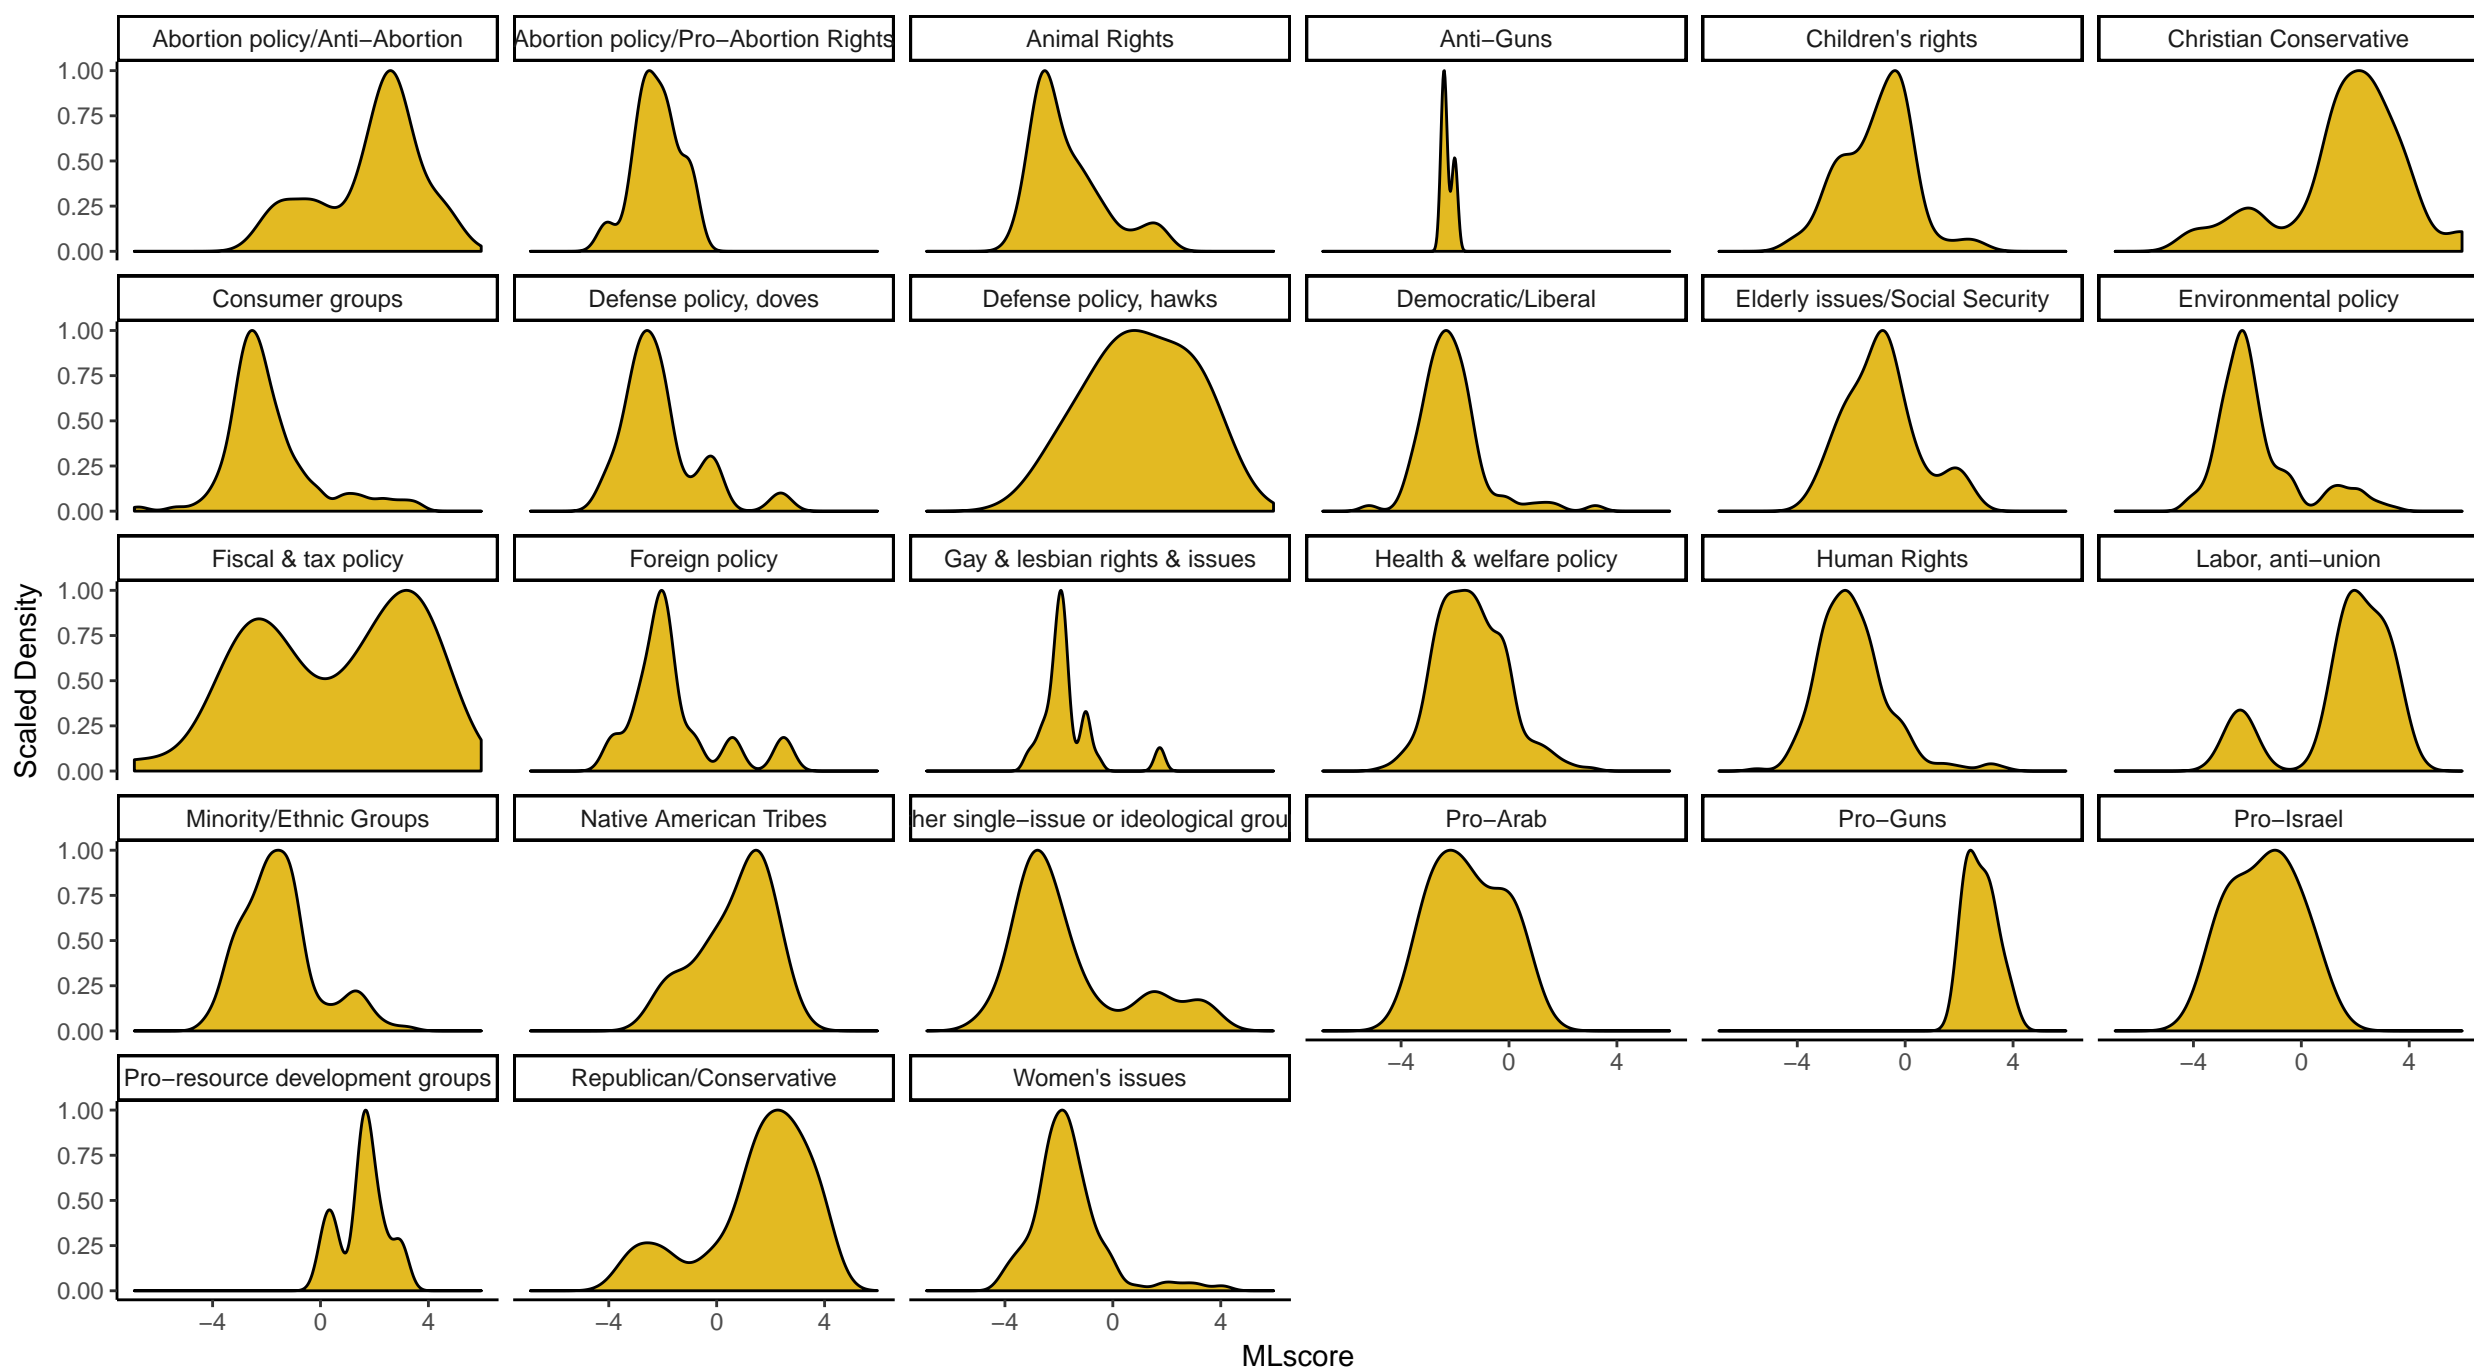 Abortion policy/Anti−Abortion
Abortion policy/Pro−Abortion Rights
Animal Rights
Anti−Guns
Children's rights
Christian Conservative
1.00
0.75
0.50
0.25
0.00
Consumer groups
Defense policy, doves
Defense policy, hawks
Democratic/Liberal
Elderly issues/Social Security
Environmental policy
1.00
0.75
0.50
0.25
0.00
Fiscal & tax policy
Foreign policy
Gay & lesbian rights & issues
Health & welfare policy
Human Rights
Labor, anti−union
1.00
0.75
0.50
0.25
0.00
Scaled Density
Minority/Ethnic Groups
Native American Tribes
her single−issue or ideological grou
Pro−Arab
Pro−Guns
Pro−Israel
1.00
0.75
0.50
0.25
0.00
−4 0 4
−4 0 4
−4 0 4
Pro−resource development groups
Republican/Conservative
Women's issues
1.00
0.75
0.50
0.25
0.00
−4 0 4
−4 0 4
−4 0 4
MLscore